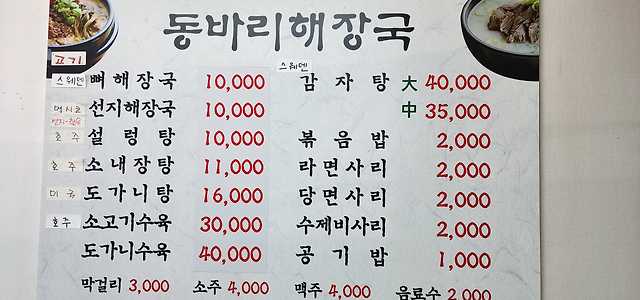 동바리해장국
고기
스웨덴 뼈해장국 10,000
멕시코 선지해장국 10,000
호주 설렁탕 10,000
호주 소내장탕 11,000
미국 도가니탕 16,000
호주 소고기수육 30,000
도가니수육 40,000
스웨덴
감자탕 大 40,000
中 35,000
볶음밥 2,000
라면사리 2,000
당면사리 2,000
수제비사리 2,000
공기밥 1,000
막걸리 3,000 소주 4,000 맥주 4,000 음료수 2,000